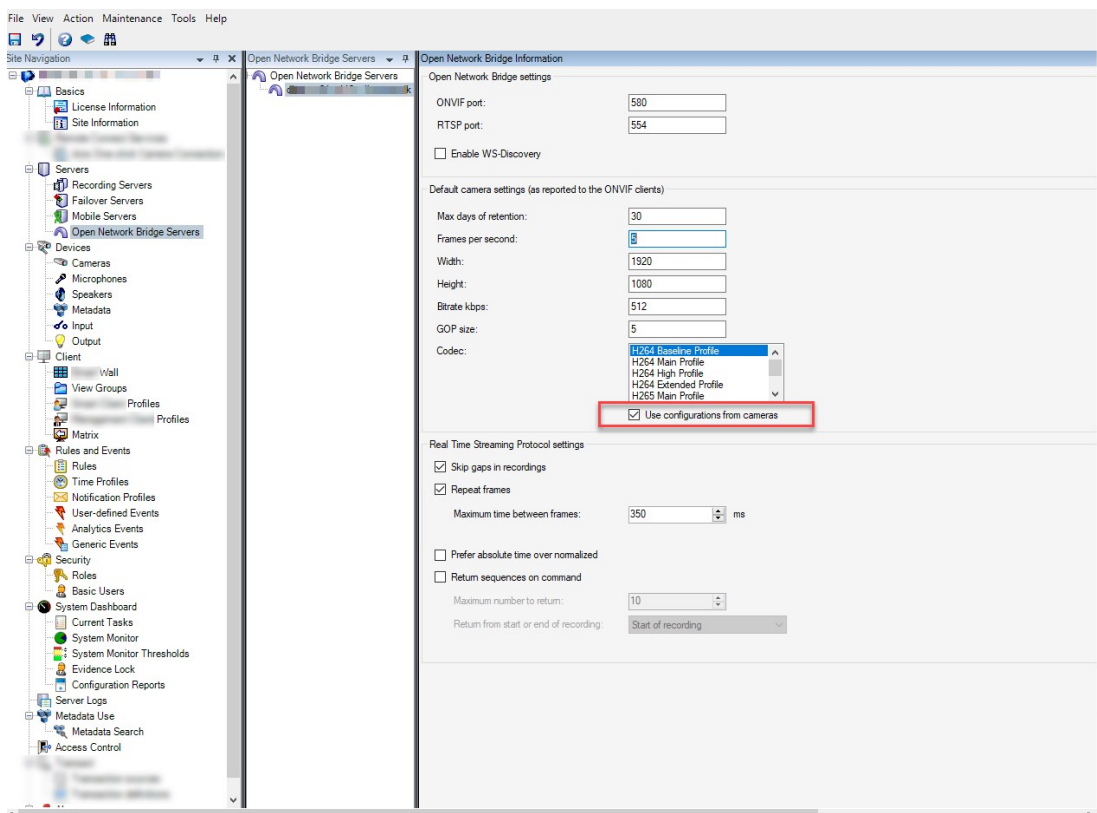 File View Action Maintenance Tools Help
Site Navigation
Basics
License Information
Site Information
Servers
Recording Servers
Failover Servers
Mobile Servers
Open Network Bridge Servers
Devices
Cameras
Microphones
Speakers
Metadata
Input
Output
Client
Wall
View Groups
Profiles
Profiles
Matrix
Rules and Events
Rules
Time Profiles
Notification Profiles
User-defined Events
Analytics Events
Generic Events
Security
Roles
Basic Users
System Dashboard
Current Tasks
System Monitor
System Monitor Thresholds
Evidence Lock
Configuration Reports
Server Logs
Metadata Use
Metadata Search
Access Control
Open Network Bridge Servers
Open Network Bridge Servers
Open Network Bridge Information
Open Network Bridge settings
ONVIF port: 580
RTSP port: 554
Enable WS-Discovery
Default camera settings (as reported to the ONVIF clients)
Max days of retention: 30
Frames per second: 5
Width: 1920
Height: 1080
Bitrate kbps: 512
GOP size: 5
Codec: H264 Baseline Profile
H264 Main Profile
H264 High Profile
H264 Extended Profile
H265 Main Profile
Use configurations from cameras
Real Time Streaming Protocol settings
Skip gaps in recordings
Repeat frames
Maximum time between frames: 350 ms
Prefer absolute time over normalized
Return sequences on command
Maximum number to return: 10
Return from start or end of recording: Start of recording